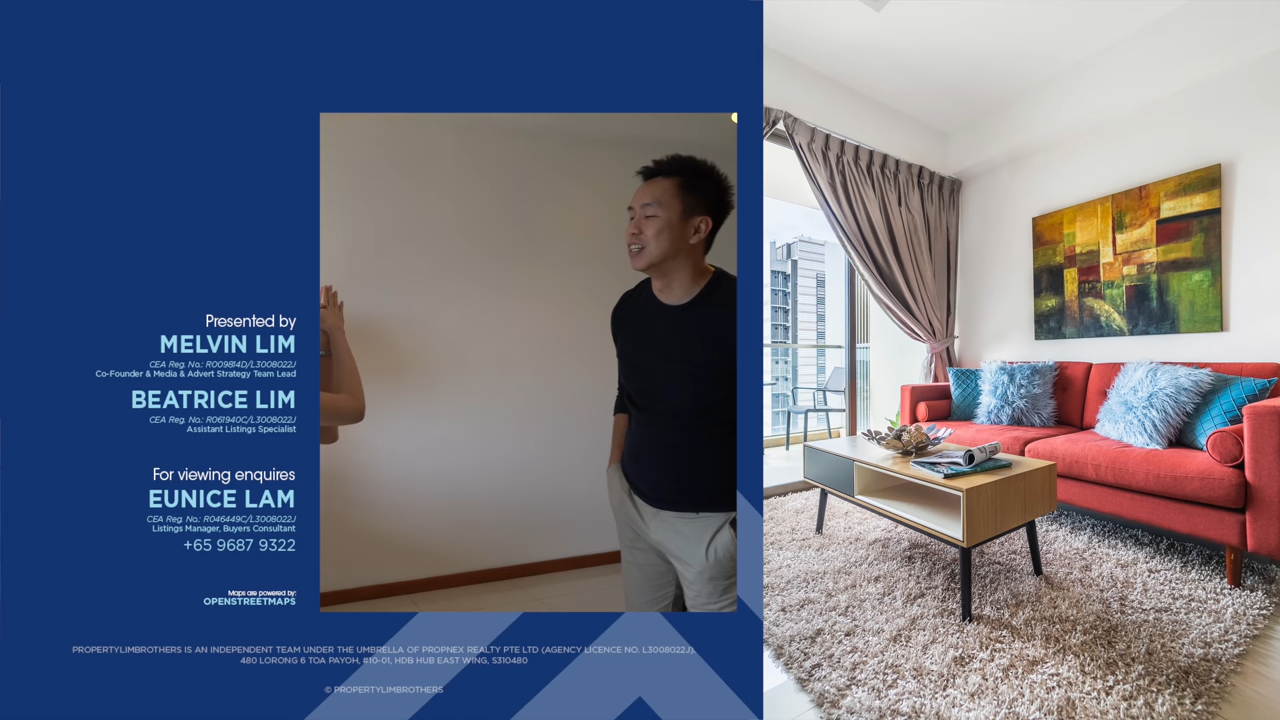 Presented by
MELVIN LIM
CEA Reg. No.: R009814D/L3008022J
Co-Founder & Media & Advert Strategy Team Lead
BEATRICE LIM
CEA Reg. No.: R061940C/L3008022J
Assistant Listings Specialist
For viewing enquires
EUNICE LAM
CEA Reg. No.: R046449C/L3008022J
Listings Manager, Buyers Consultant
+65 9687 9322
Maps are powered by:
OPENSTREETMAPS
PROPERTYLIMBROTHERS IS AN INDEPENDENT TEAM UNDER THE UMBRELLA OF PROPNEX REALTY PTE LTD (AGENCY LICENCE NO. L3008022J).
480 LORONG 6 TOA PAYOH, #10-01, HDB HUB EAST WING, S310480
© PROPERTYLIMBROTHERS